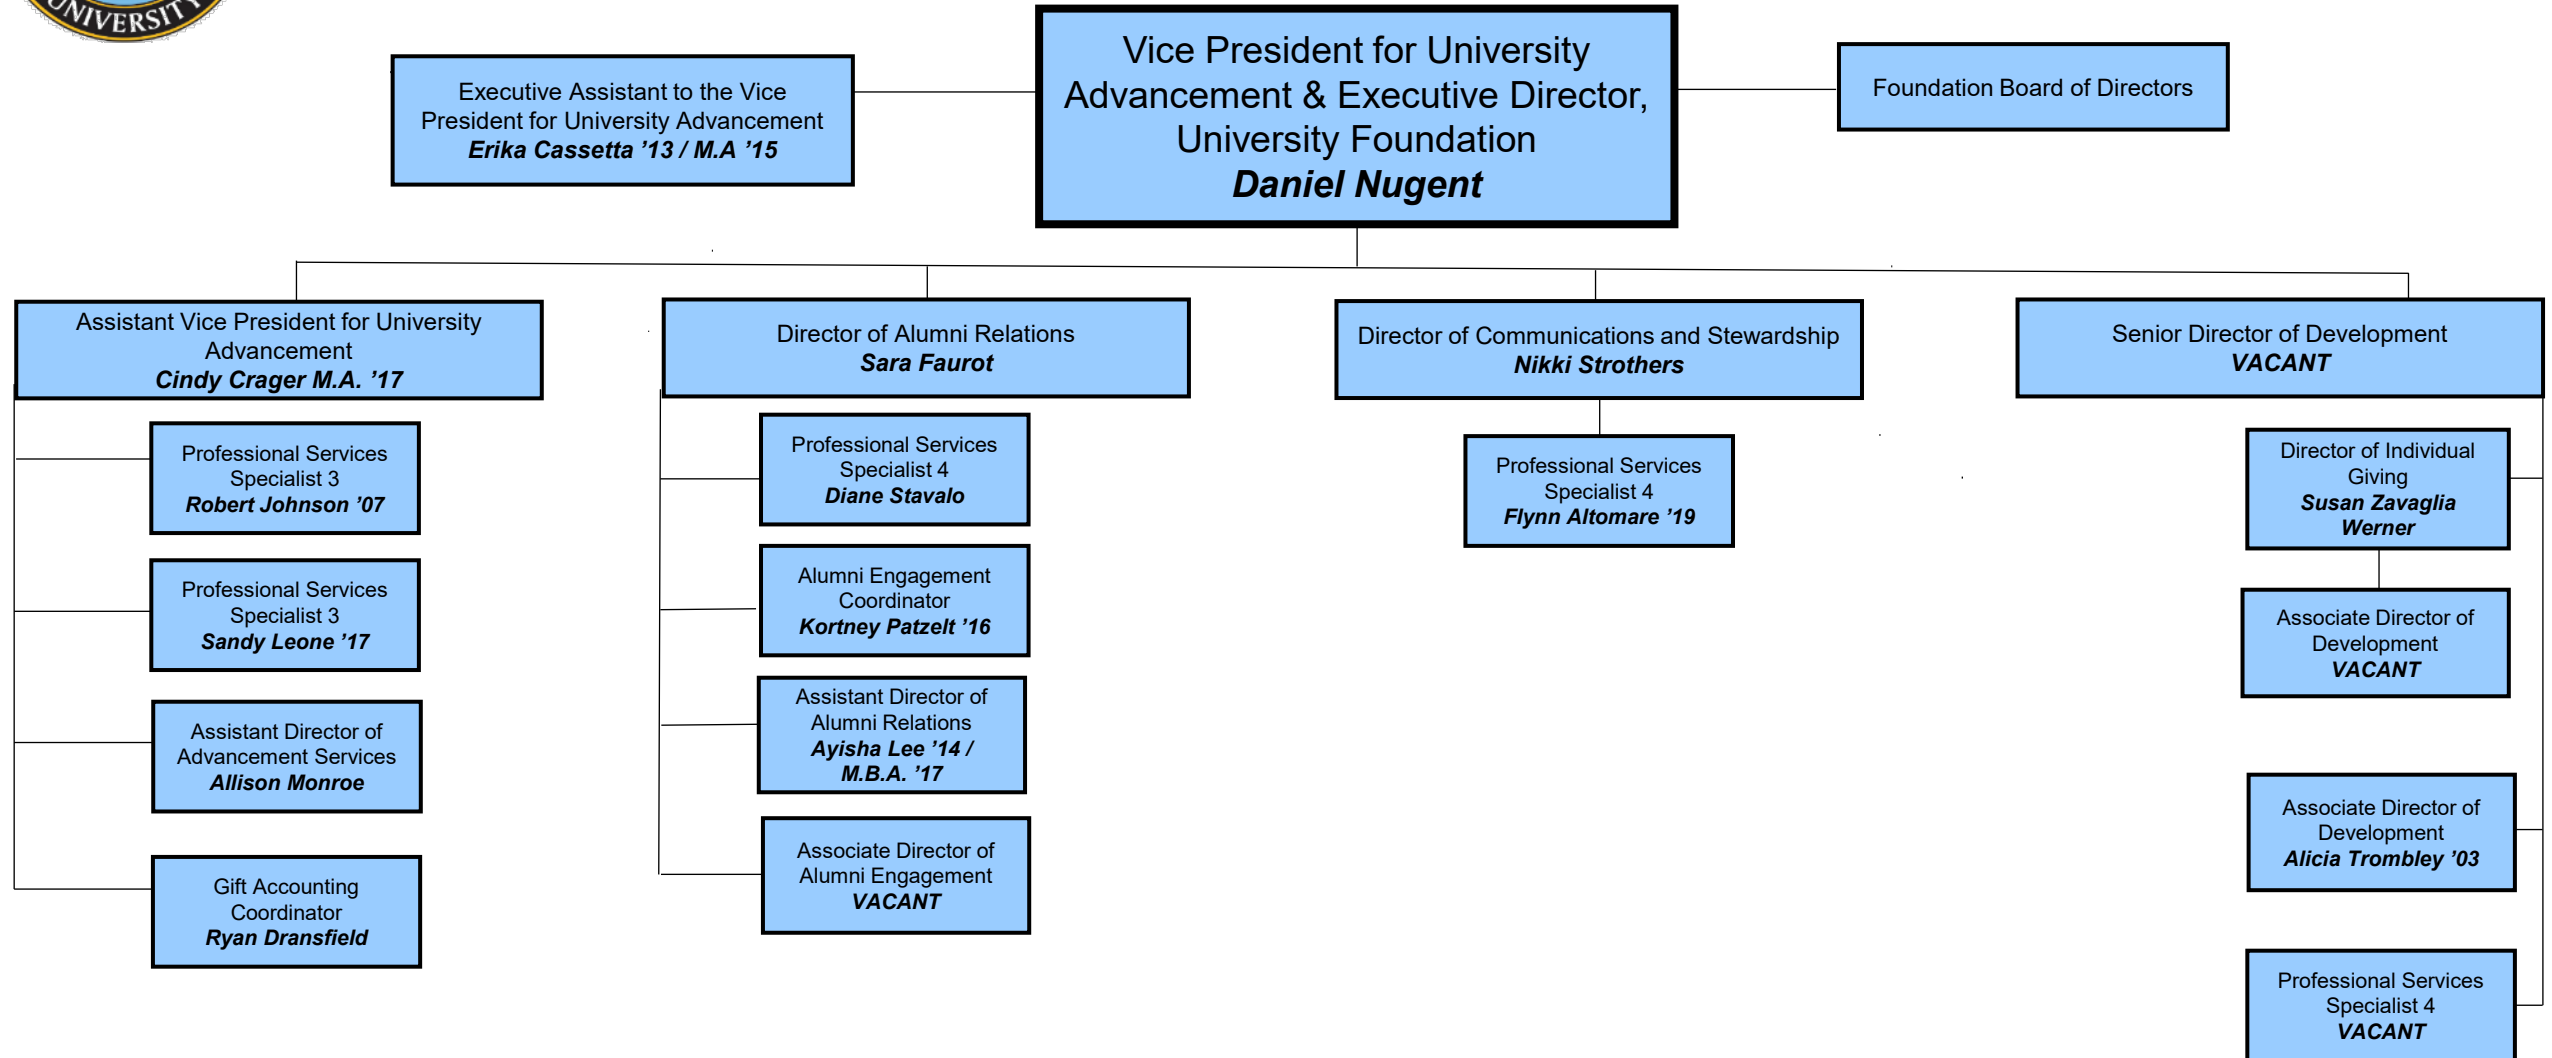 UNIVERSITY
Vice President for University
Advancement & Executive Director,
University Foundation
Daniel Nugent
Executive Assistant to the Vice
President for University Advancement
Erika Cassetta ’13 / M.A ’15
Foundation Board of Directors
Assistant Vice President for University
Advancement
Cindy Crager M.A. ’17
Director of Alumni Relations
Sara Faurot
Director of Communications and Stewardship
Nikki Strothers
Senior Director of Development
VACANT
Professional Services
Specialist 3
Robert Johnson ’07
Professional Services
Specialist 3
Sandy Leone ’17
Assistant Director of
Advancement Services
Allison Monroe
Gift Accounting
Coordinator
Ryan Dransfield
Professional Services
Specialist 4
Diane Stavalo
Alumni Engagement
Coordinator
Kortney Patzelt ’16
Assistant Director of
Alumni Relations
Ayisha Lee ’14 /
M.B.A. ’17
Associate Director of
Alumni Engagement
VACANT
Professional Services
Specialist 4
Flynn Altomare ’19
Director of Individual
Giving
Susan Zavaglia
Werner
Associate Director of
Development
VACANT
Associate Director of
Development
Alicia Trombley ’03
Professional Services
Specialist 4
VACANT